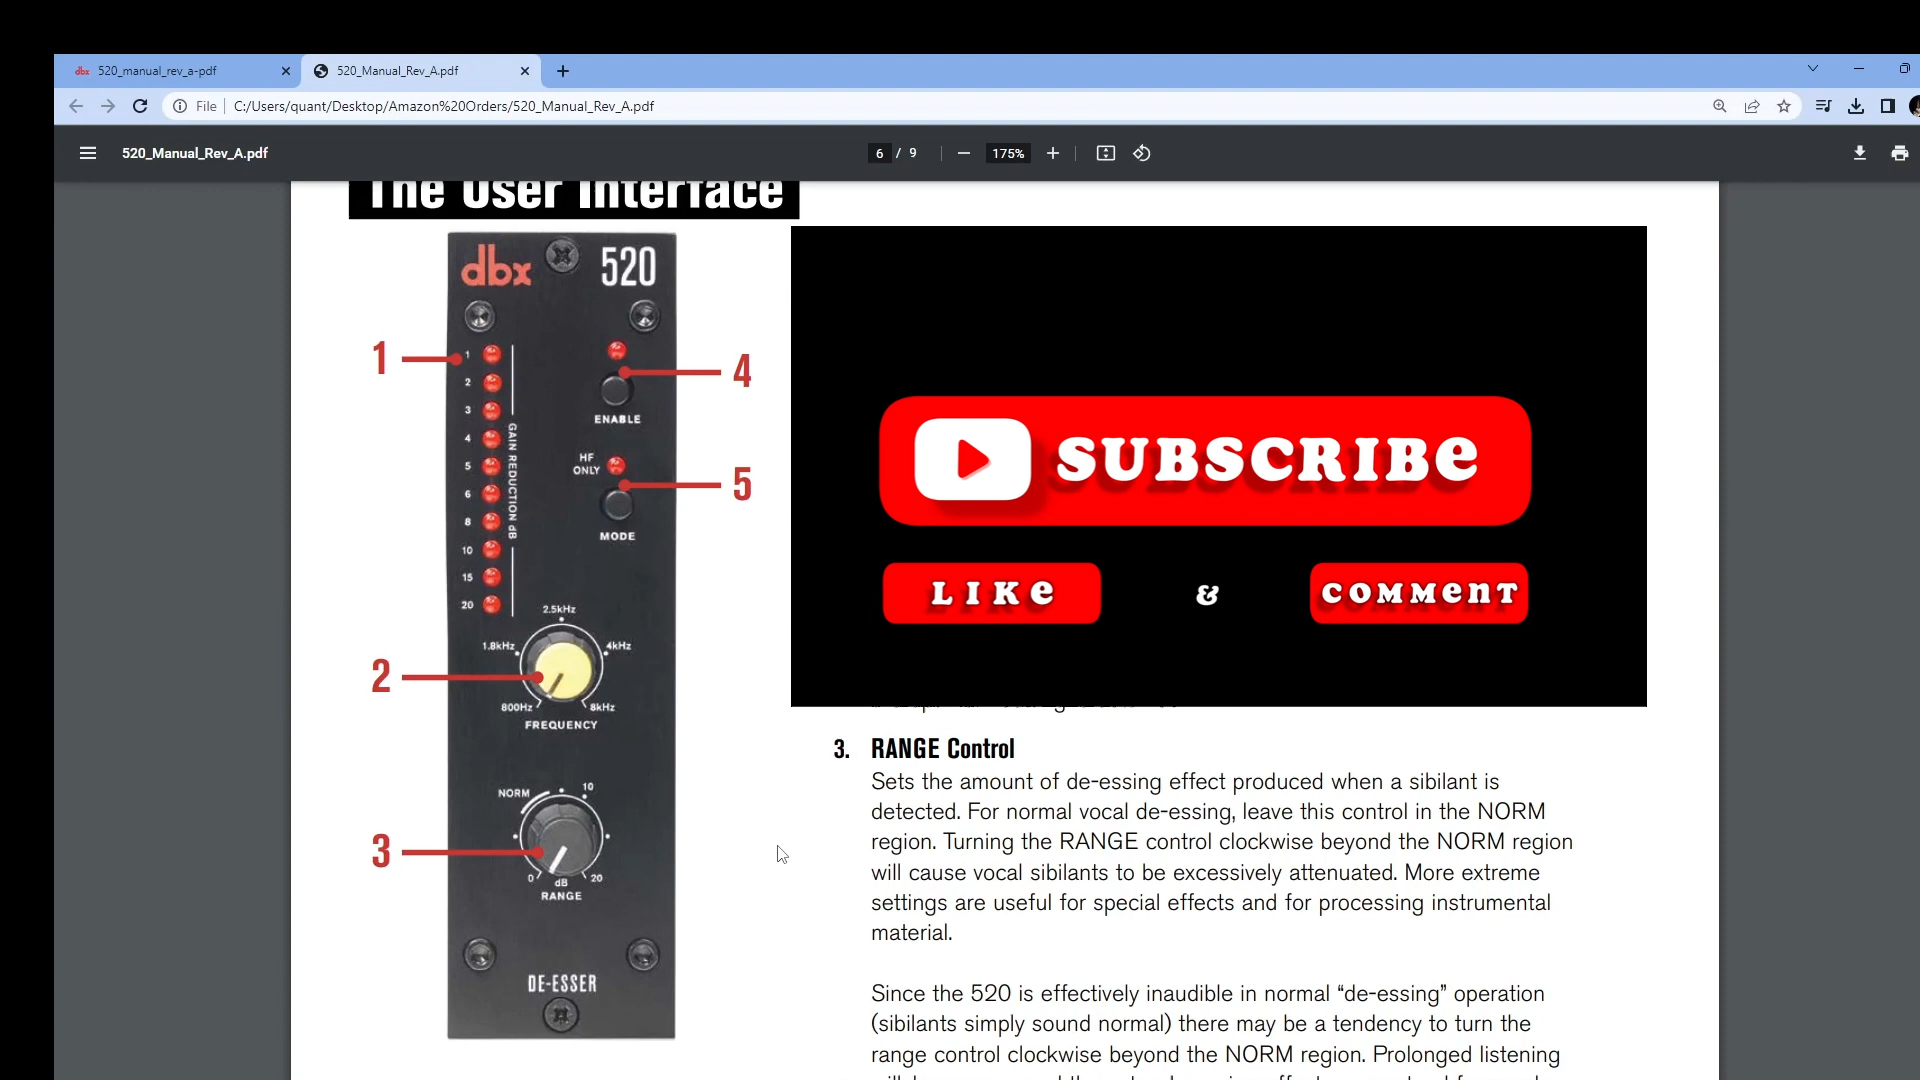 520_manual_rev_a-pdf
520_Manual_Rev_A.pdf
File
C:/Users/quant/Desktop/Amazon%20Orders/520_Manual_Rev_A.pdf
520_Manual_Rev_A.pdf
6 / 9
175%
The User Interface
dbx 520
1
4
1
2
3
4
5
6
8
10
15
20
GAIN REDUCTION dB
ENABLE
HF
ONLY
5
MODE
2.5kHz
1.8kHz
4kHz
2
800Hz
8kHz
FREQUENCY
NORM
10
3
0
dB
20
RANGE
DE-ESSER
SUBSCRIBe
LIKe
&
COMMenT
3. RANGE Control
Sets the amount of de-essing effect produced when a sibilant is
detected. For normal vocal de-essing, leave this control in the NORM
region. Turning the RANGE control clockwise beyond the NORM region
will cause vocal sibilants to be excessively attenuated. More extreme
settings are useful for special effects and for processing instrumental
material.
Since the 520 is effectively inaudible in normal “de-essing” operation
(sibilants simply sound normal) there may be a tendency to turn the
range control clockwise beyond the NORM region. Prolonged listening